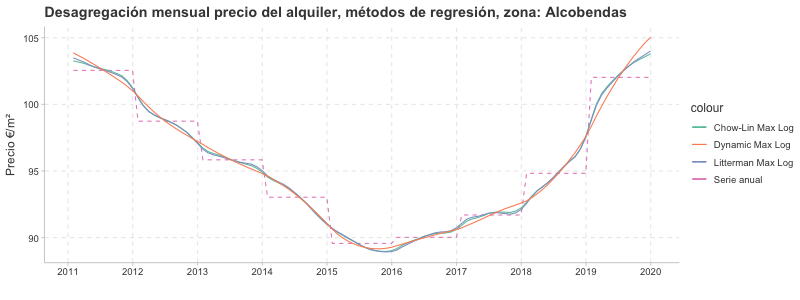 Desagregación mensual precio del alquiler, métodos de regresión, zona: Alcobendas
105
100
95
90
Precio €/m²
2011 2012 2013 2014 2015 2016 2017 2018 2019 2020
colour
Chow-Lin Max Log
Dynamic Max Log
Litterman Max Log
Serie anual